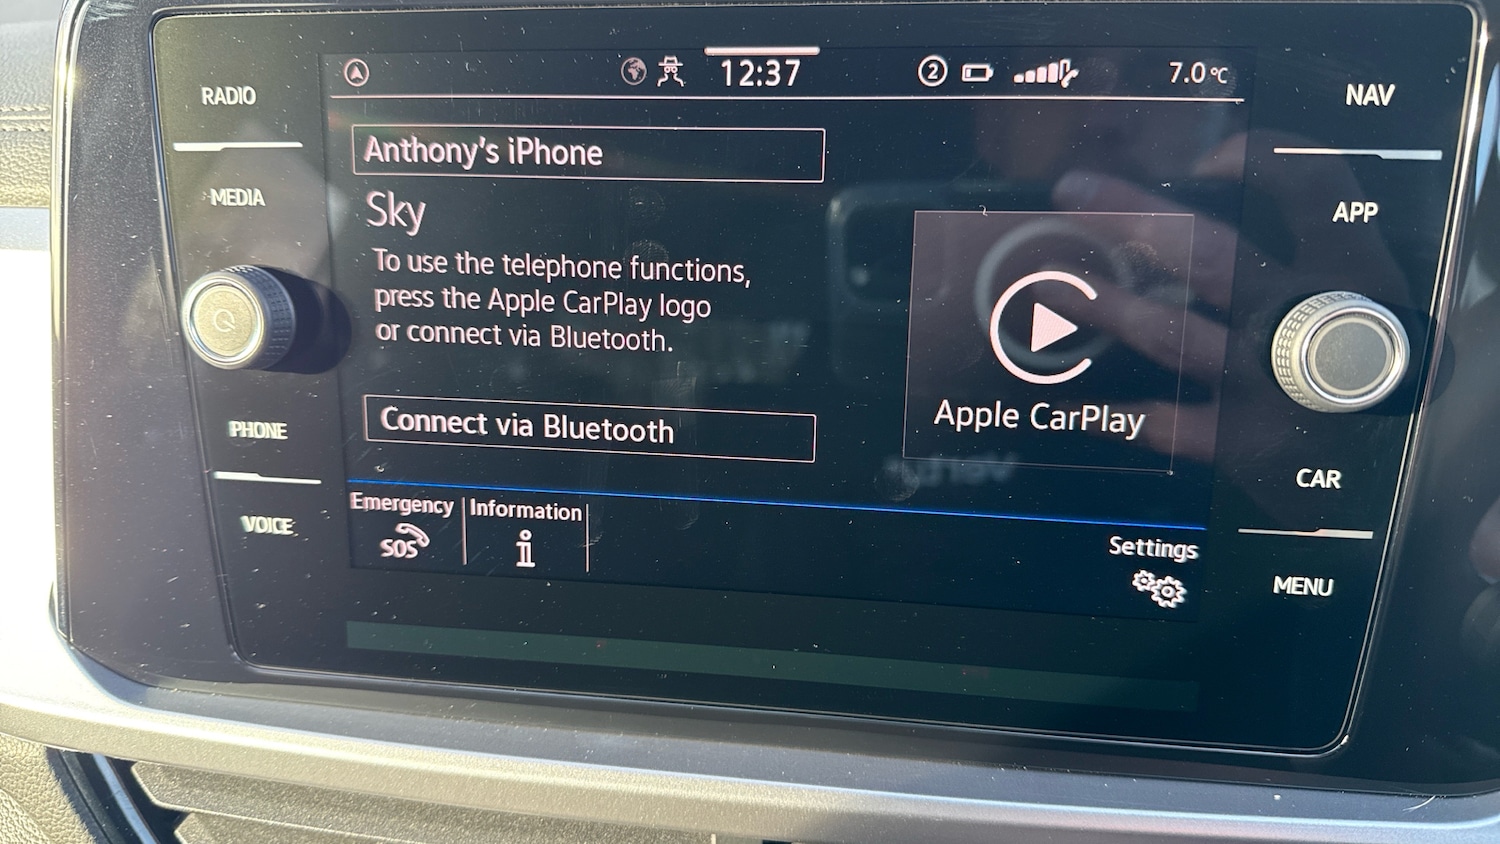 RADIO
MEDIA
PHONE
VOICE
12:37
2
7.0°C
Anthony's iPhone
Sky
To use the telephone functions,
press the Apple CarPlay logo
or connect via Bluetooth.
Connect via Bluetooth
Apple CarPlay
Emergency
SOS
Information
i
Settings
NAV
APP
CAR
MENU